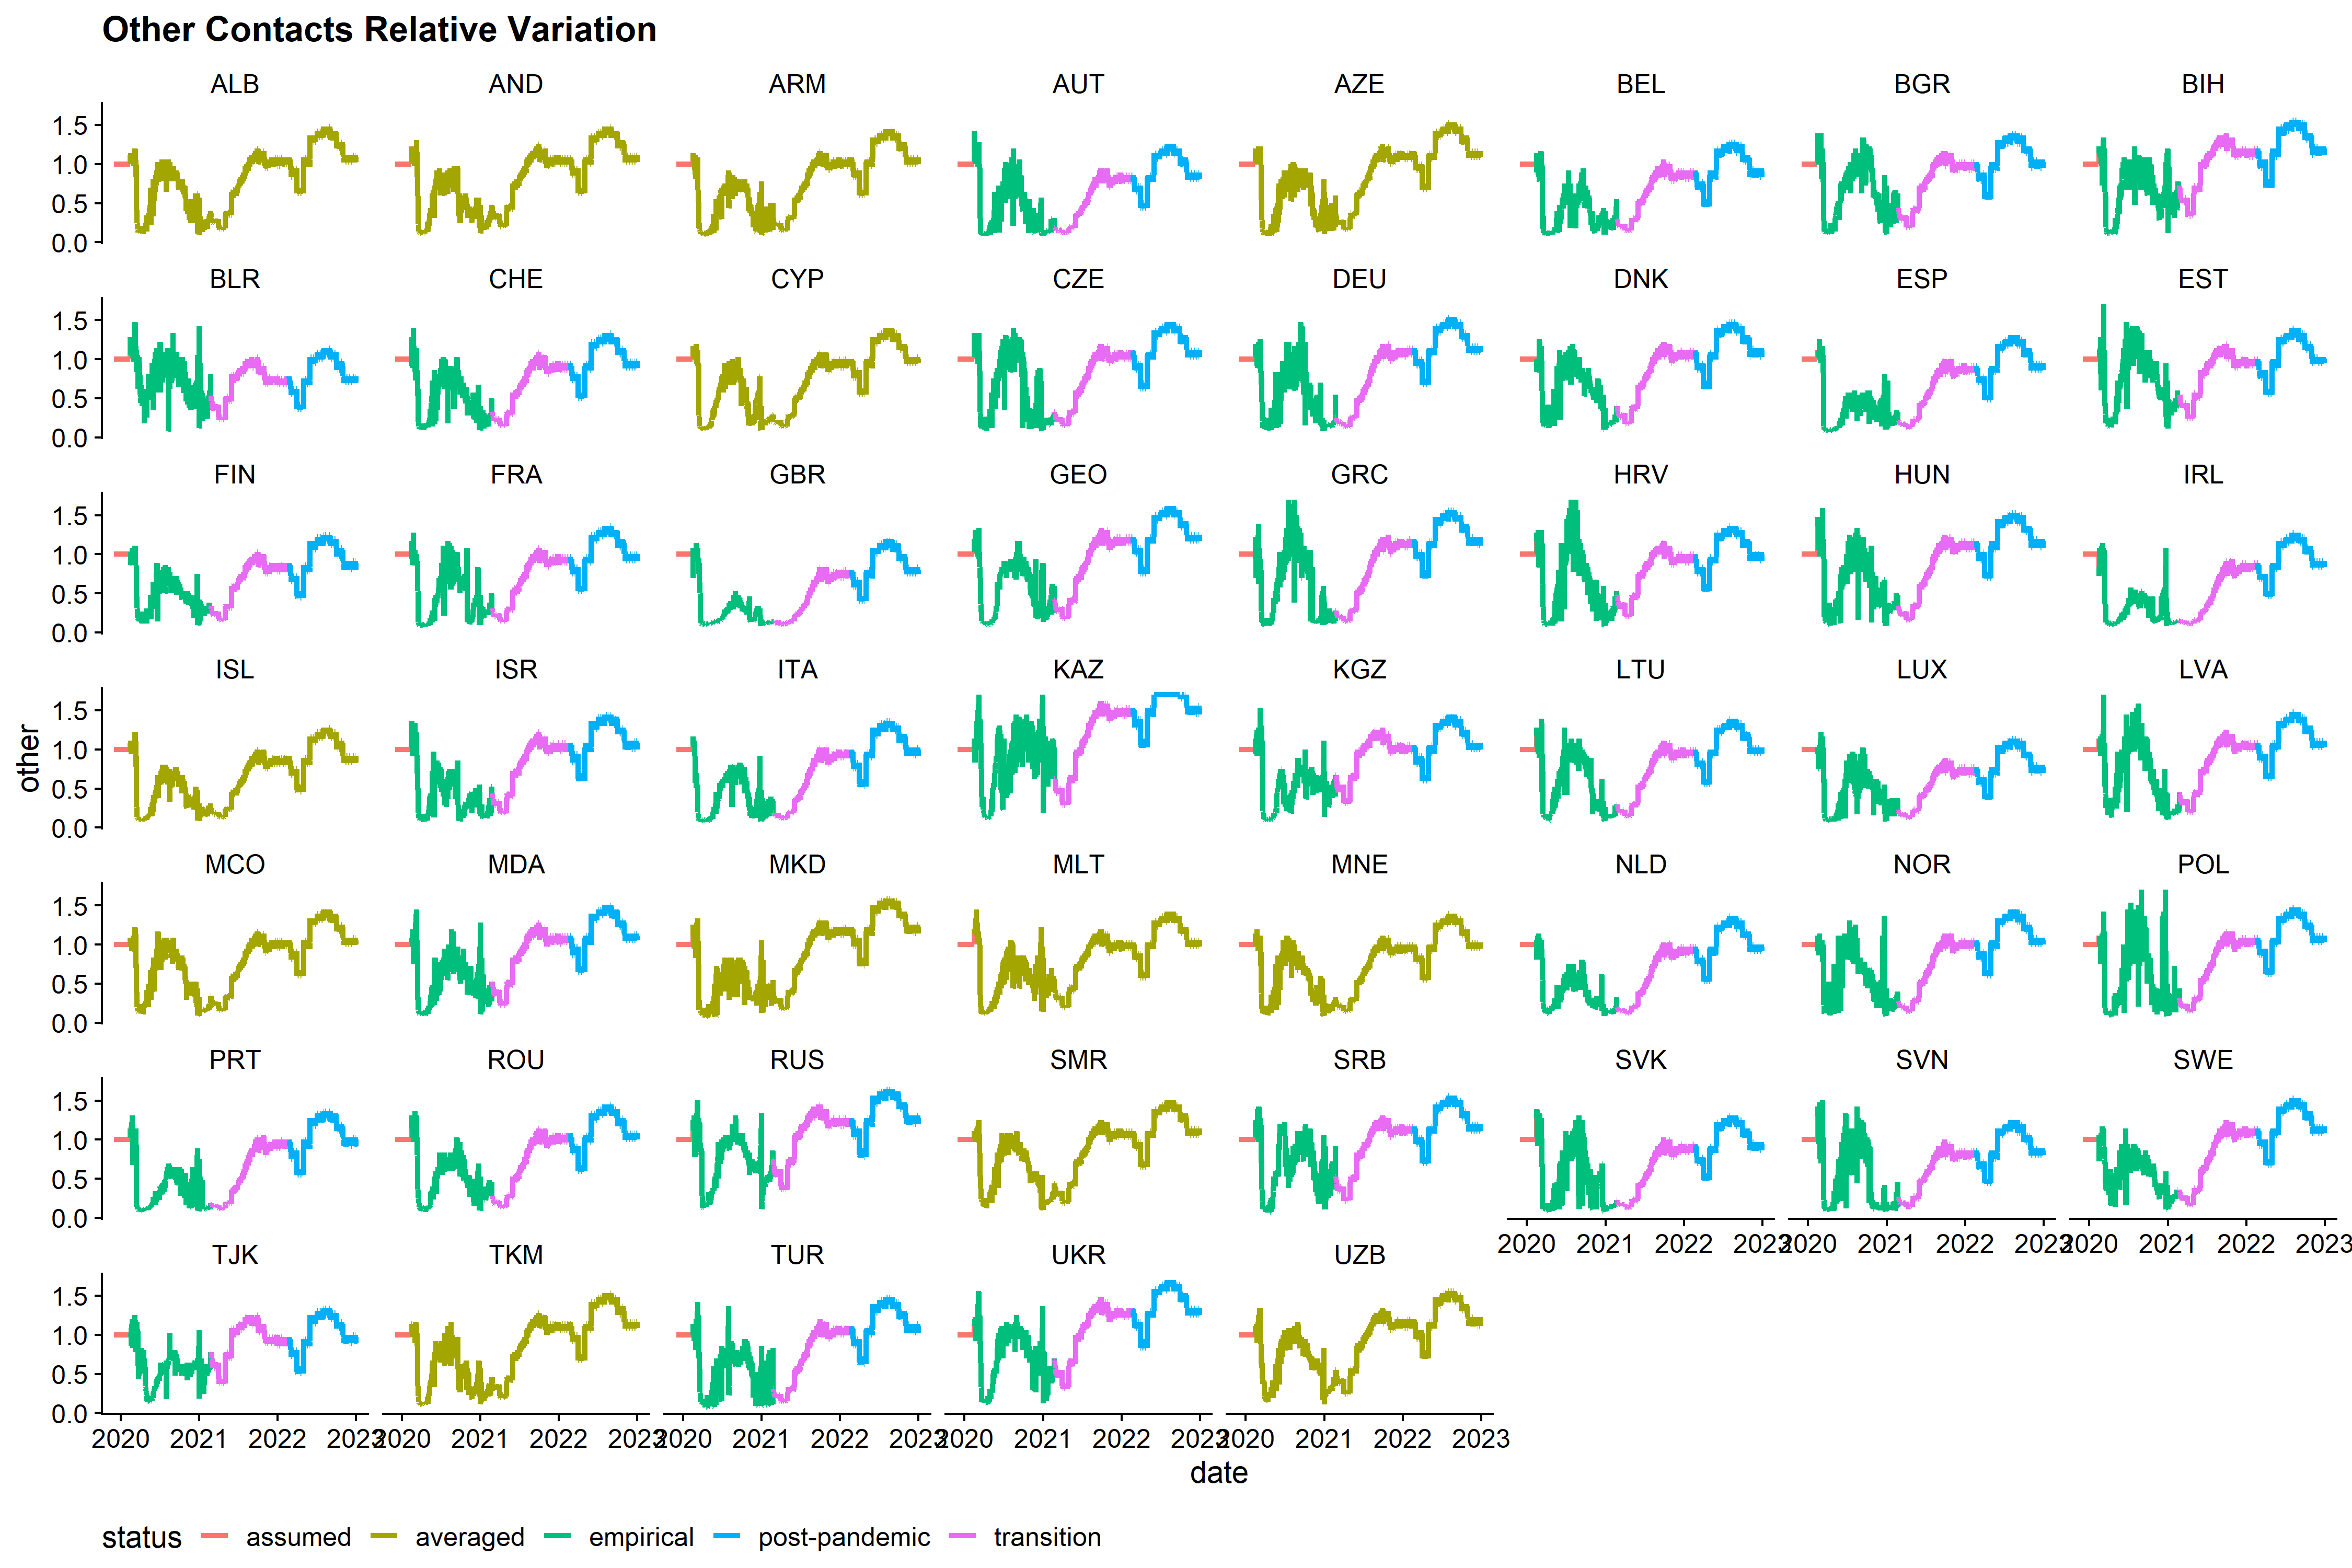 Other Contacts Relative Variation
ALB AND ARM AUT AZE BEL BGR BIH
1.5
1.0
0.5
0.0
BLR CHE CYP CZE DEU DNK ESP EST
1.5
1.0
0.5
0.0
FIN FRA GBR GEO GRC HRV HUN IRL
1.5
1.0
0.5
0.0
ISL ISR ITA KAZ KGZ LTU LUX LVA
1.5
1.0
0.5
0.0
other
MCO MDA MKD MLT MNE NLD NOR POL
1.5
1.0
0.5
0.0
PRT ROU RUS SMR SRB SVK SVN SWE
1.5
1.0
0.5
0.0
2020 2021 2022 2023 2020 2021 2022 2023 2020 2021 2022 2023
TJK TKM TUR UKR UZB
1.5
1.0
0.5
0.0
2020 2021 2022 2023 2020 2021 2022 2023 2020 2021 2022 2023 2020 2021 2022 2023 2020 2021 2022 2023
date
status assumed averaged empirical post-pandemic transition